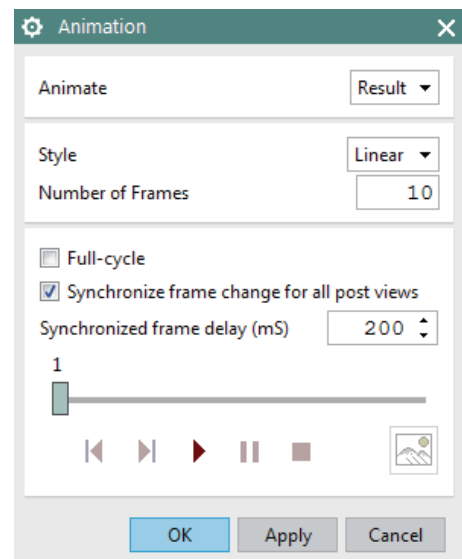 Animation
Animate Result
Style Linear
Number of Frames 10
Full-cycle
Synchronize frame change for all post views
Synchronized frame delay (mS) 200
1
OK Apply Cancel